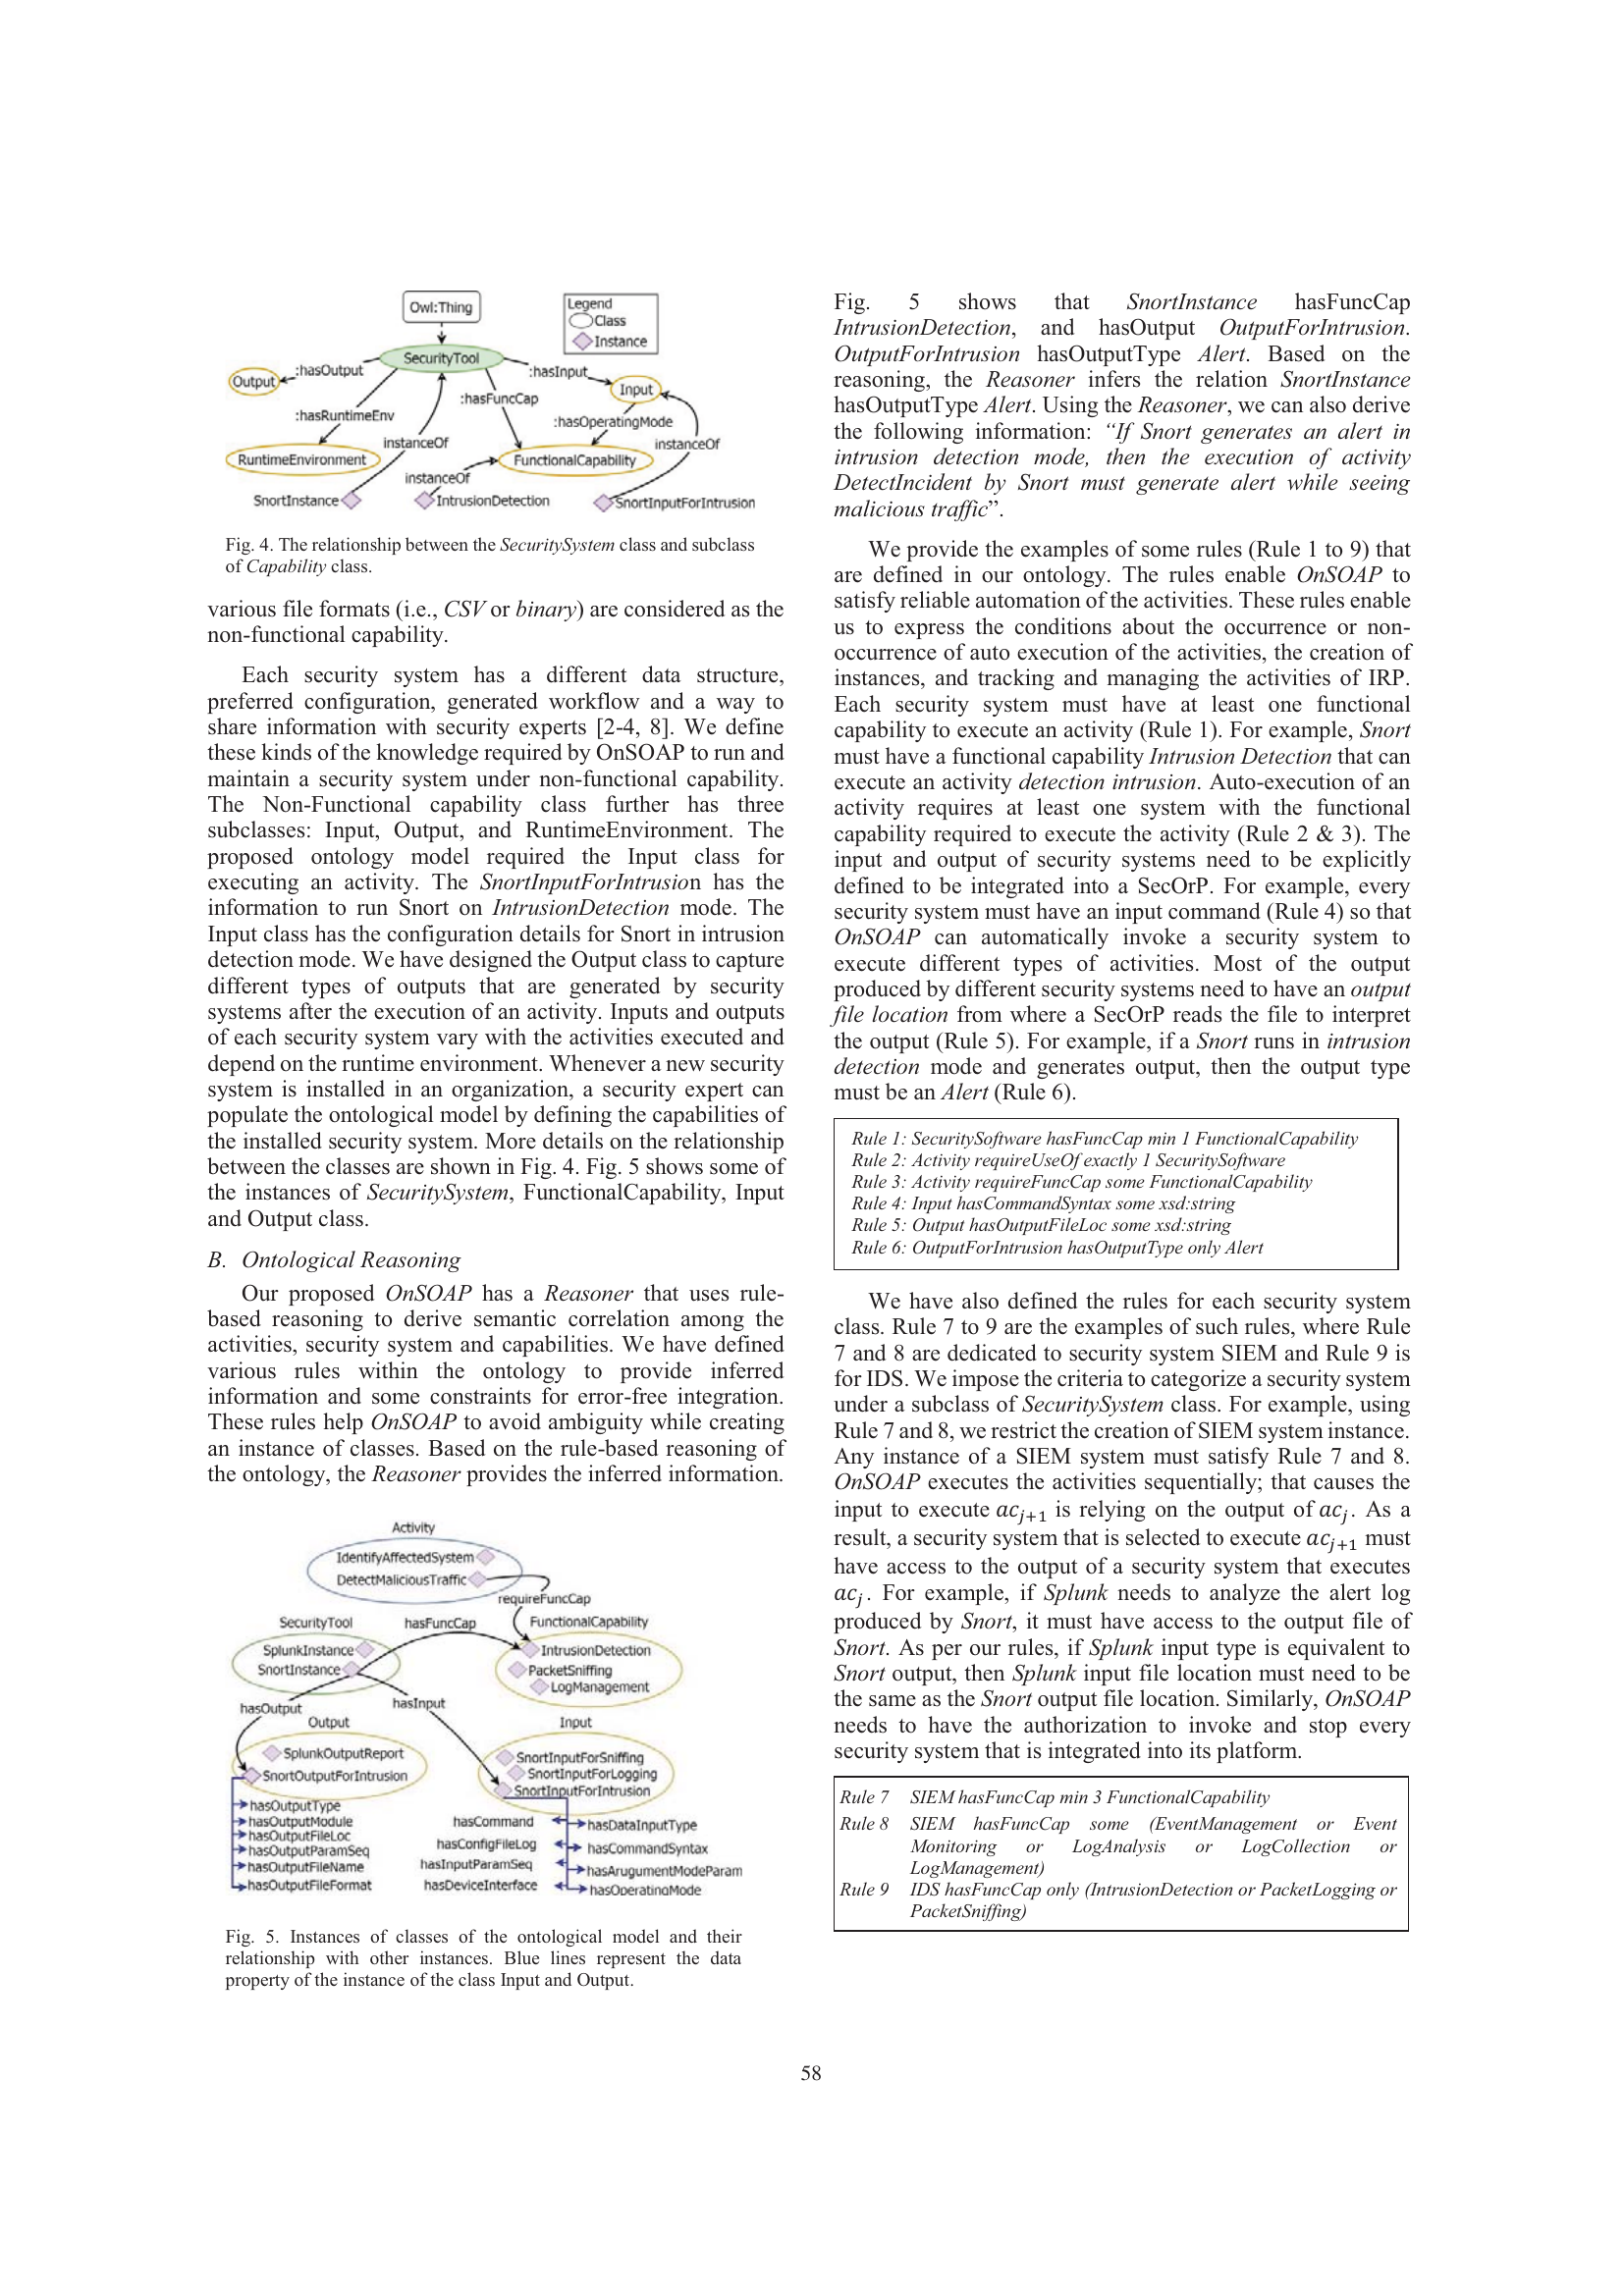 Owl:Thing
Legend
Class
Instance
SecurityTool
:hasOutput
:hasInput
Output
Input
:hasFuncCap
:hasRuntimeEnv
:hasOperatingMode
instanceOf
instanceOf
RuntimeEnvironment
FunctionalCapability
instanceOf
SnortInstance
IntrusionDetection
SnortInputForIntrusion
Fig. 4. The relationship between the SecuritySystem class and subclass
of Capability class.
various file formats (i.e., CSV or binary) are considered as the
non-functional capability.
Each security system has a different data structure,
preferred configuration, generated workflow and a way to
share information with security experts [2-4, 8]. We define
these kinds of the knowledge required by OnSOAP to run and
maintain a security system under non-functional capability.
The Non-Functional capability class further has three
subclasses: Input, Output, and RuntimeEnvironment. The
proposed ontology model required the Input class for
executing an activity. The SnortInputForIntrusion has the
information to run Snort on IntrusionDetection mode. The
Input class has the configuration details for Snort in intrusion
detection mode. We have designed the Output class to capture
different types of outputs that are generated by security
systems after the execution of an activity. Inputs and outputs
of each security system vary with the activities executed and
depend on the runtime environment. Whenever a new security
system is installed in an organization, a security expert can
populate the ontological model by defining the capabilities of
the installed security system. More details on the relationship
between the classes are shown in Fig. 4. Fig. 5 shows some of
the instances of SecuritySystem, FunctionalCapability, Input
and Output class.
B. Ontological Reasoning
Our proposed OnSOAP has a Reasoner that uses rule-
based reasoning to derive semantic correlation among the
activities, security system and capabilities. We have defined
various rules within the ontology to provide inferred
information and some constraints for error-free integration.
These rules help OnSOAP to avoid ambiguity while creating
an instance of classes. Based on the rule-based reasoning of
the ontology, the Reasoner provides the inferred information.
Activity
IdentifyAffectedSystem
DetectMaliciousTraffic
requireFuncCap
SecurityTool
hasFuncCap
FunctionalCapability
SplunkInstance
IntrusionDetection
SnortInstance
PacketSniffing
LogManagement
hasOutput
hasInput
Output
Input
SplunkOutputReport
SnortInputForSniffing
SnortInputForLogging
SnortOutputForIntrusion
SnortInputForIntrusion
hasOutputType
hasOutputModule
hasOutputFileLoc
hasOutputParamSeq
hasOutputFileName
hasOutputFileFormat
hasCommand
hasDataInputType
hasConfigFileLog
hasCommandSyntax
hasInputParamSeq
hasArugumentModeParam
hasDeviceInterface
hasOperatingMode
Fig. 5. Instances of classes of the ontological model and their
relationship with other instances. Blue lines represent the data
property of the instance of the class Input and Output.
Fig. 5 shows that SnortInstance hasFuncCap
IntrusionDetection, and hasOutput OutputForIntrusion.
OutputForIntrusion hasOutputType Alert. Based on the
reasoning, the Reasoner infers the relation SnortInstance
hasOutputType Alert. Using the Reasoner, we can also derive
the following information: “If Snort generates an alert in
intrusion detection mode, then the execution of activity
DetectIncident by Snort must generate alert while seeing
malicious traffic”.
We provide the examples of some rules (Rule 1 to 9) that
are defined in our ontology. The rules enable OnSOAP to
satisfy reliable automation of the activities. These rules enable
us to express the conditions about the occurrence or non-
occurrence of auto execution of the activities, the creation of
instances, and tracking and managing the activities of IRP.
Each security system must have at least one functional
capability to execute an activity (Rule 1). For example, Snort
must have a functional capability Intrusion Detection that can
execute an activity detection intrusion. Auto-execution of an
activity requires at least one system with the functional
capability required to execute the activity (Rule 2 & 3). The
input and output of security systems need to be explicitly
defined to be integrated into a SecOrP. For example, every
security system must have an input command (Rule 4) so that
OnSOAP can automatically invoke a security system to
execute different types of activities. Most of the output
produced by different security systems need to have an output
file location from where a SecOrP reads the file to interpret
the output (Rule 5). For example, if a Snort runs in intrusion
detection mode and generates output, then the output type
must be an Alert (Rule 6).
Rule 1: SecuritySoftware hasFuncCap min 1 FunctionalCapability
Rule 2: Activity requireUseOf exactly 1 SecuritySoftware
Rule 3: Activity requireFuncCap some FunctionalCapability
Rule 4: Input hasCommandSyntax some xsd:string
Rule 5: Output hasOutputFileLoc some xsd:string
Rule 6: OutputForIntrusion hasOutputType only Alert
We have also defined the rules for each security system
class. Rule 7 to 9 are the examples of such rules, where Rule
7 and 8 are dedicated to security system SIEM and Rule 9 is
for IDS. We impose the criteria to categorize a security system
under a subclass of SecuritySystem class. For example, using
Rule 7 and 8, we restrict the creation of SIEM system instance.
Any instance of a SIEM system must satisfy Rule 7 and 8.
OnSOAP executes the activities sequentially; that causes the
input to execute ac_{j+1} is relying on the output of ac_j. As a
result, a security system that is selected to execute ac_{j+1} must
have access to the output of a security system that executes
ac_j. For example, if Splunk needs to analyze the alert log
produced by Snort, it must have access to the output file of
Snort. As per our rules, if Splunk input type is equivalent to
Snort output, then Splunk input file location must need to be
the same as the Snort output file location. Similarly, OnSOAP
needs to have the authorization to invoke and stop every
security system that is integrated into its platform.
Rule 7 SIEM hasFuncCap min 3 FunctionalCapability
Rule 8 SIEM hasFuncCap some (EventManagement or Event
Monitoring or LogAnalysis or LogCollection or
LogManagement)
Rule 9 IDS hasFuncCap only (IntrusionDetection or PacketLogging or
PacketSniffing)
58